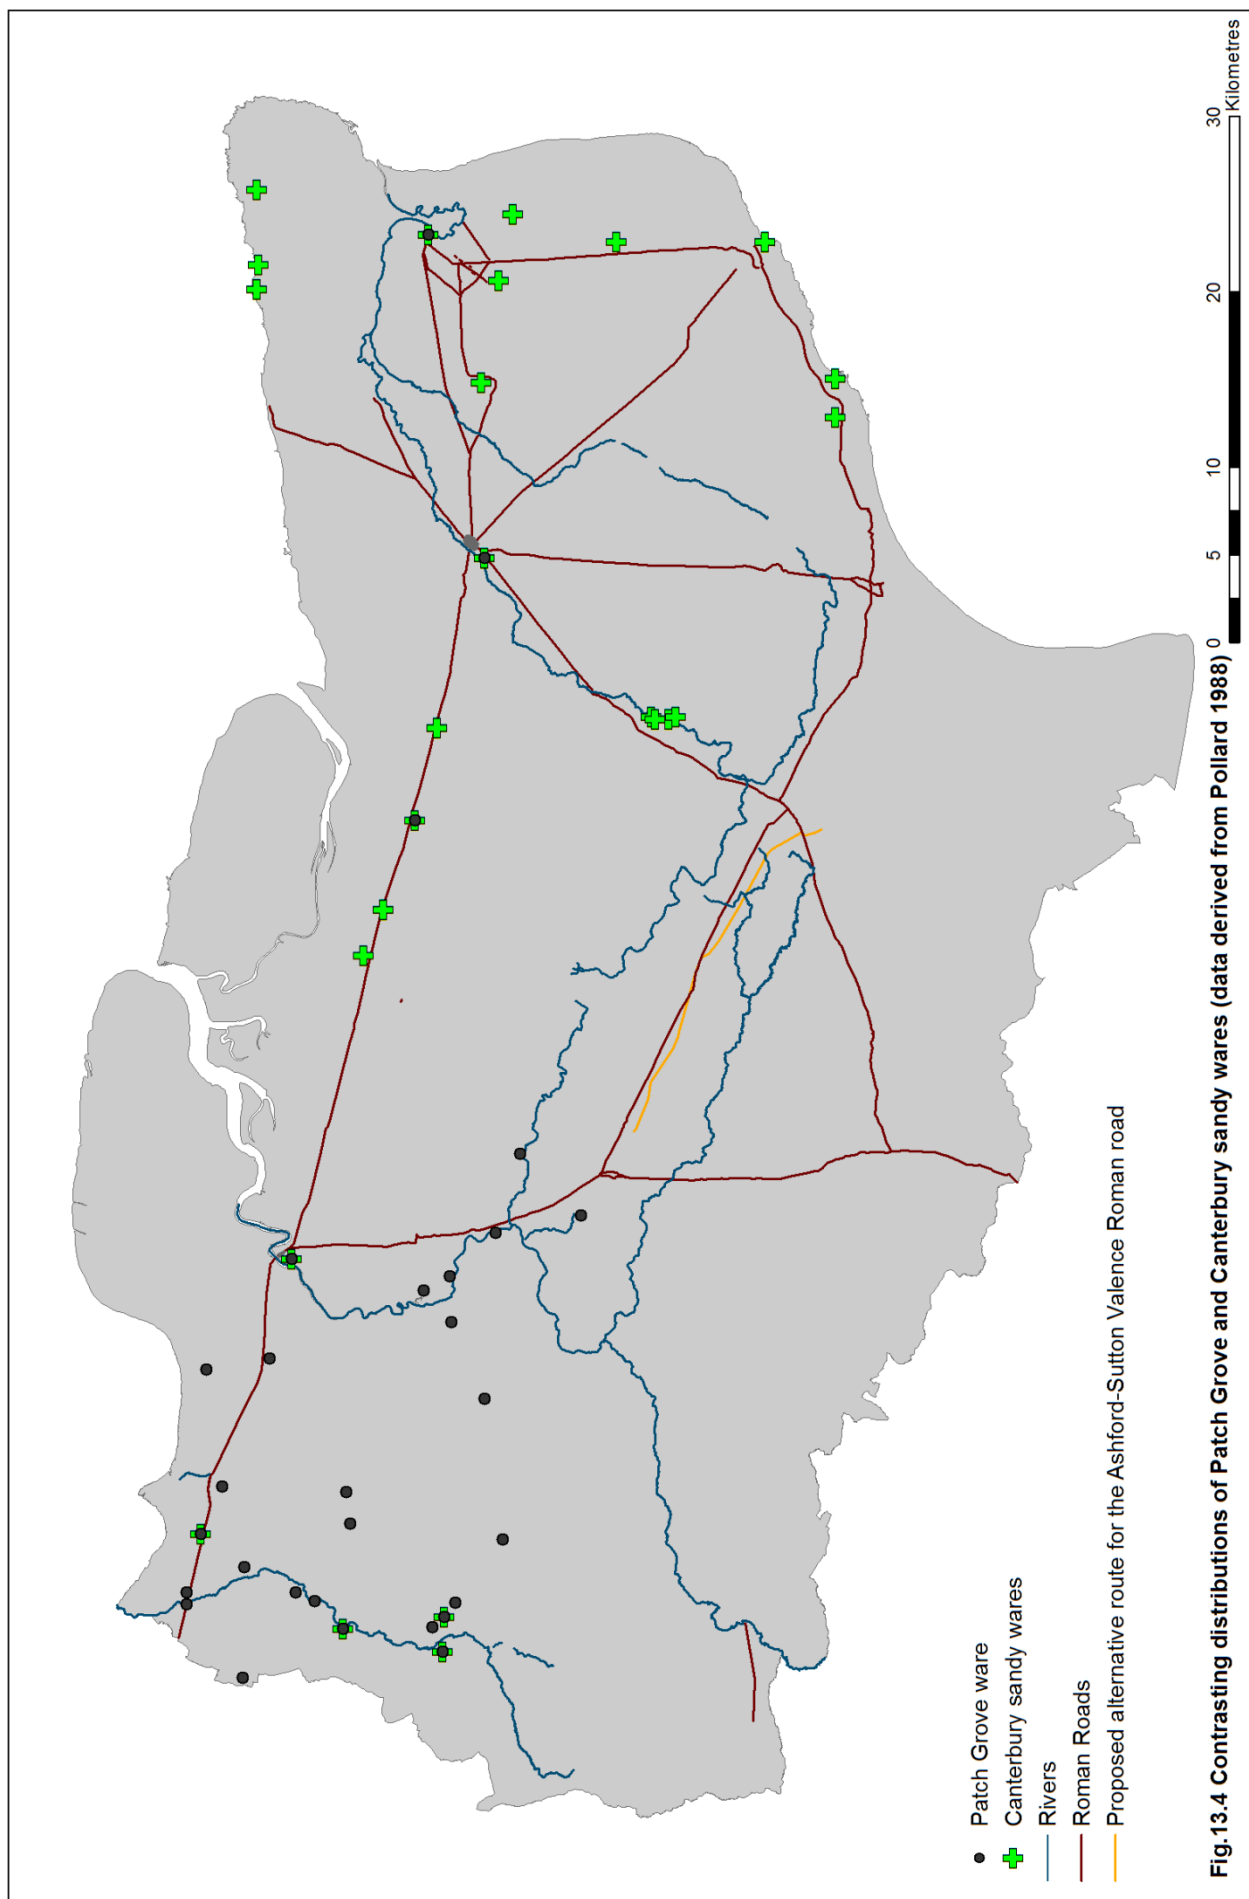 Patch Grove ware
Canterbury sandy wares
Rivers
Roman Roads
Proposed alternative route for the Ashford-Sutton Valence Roman road
0 5 10 20 30
Kilometres
Fig.13.4 Contrasting distributions of Patch Grove and Canterbury sandy wares (data derived from Pollard 1988)